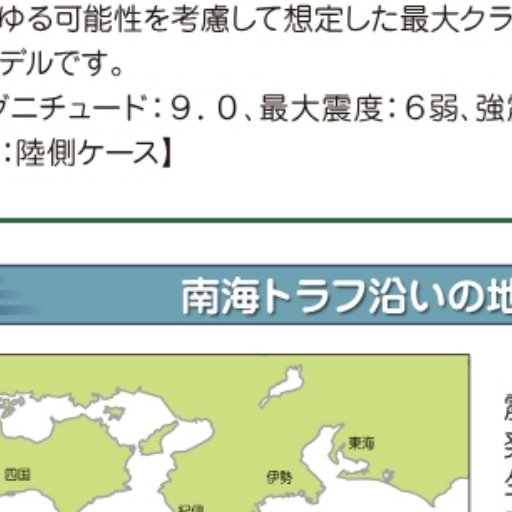 ゆる可能性を考慮して想定した最大クラ
デルです。
グニチュード：９．０、最大震度：６弱、強
：陸側ケース】
南海トラフ沿いの地
東海
四国
伊勢
紀伊